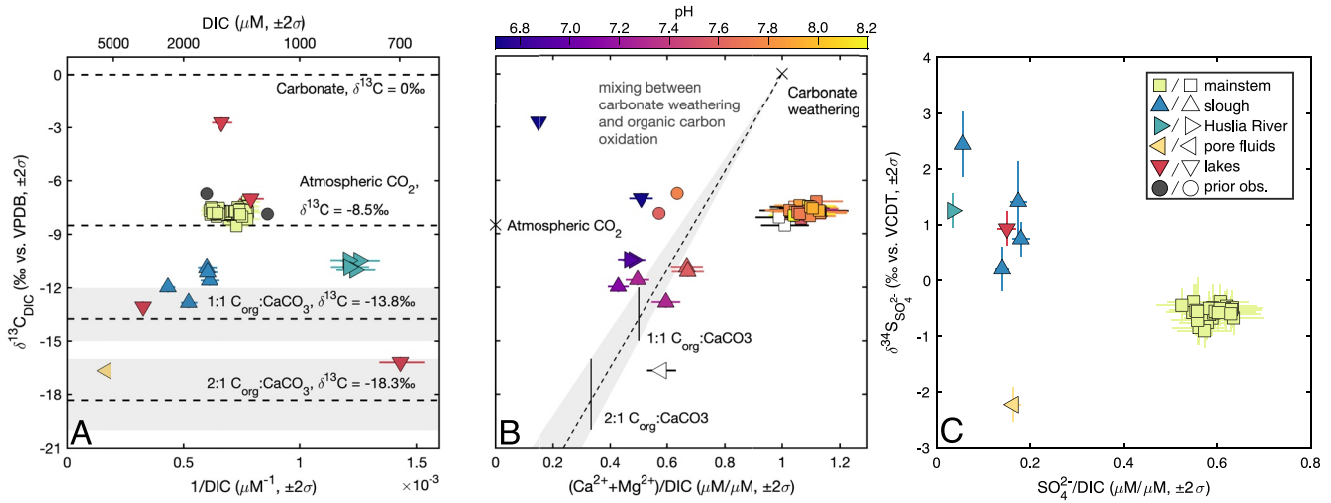 DIC (μM, ±2σ)
5000 2000 1000 700
0
-3
-6
-9
-12
-15
-18
-21
δ¹³C_DIC (‰ vs. VPDB, ±2σ)
Carbonate, δ¹³C = 0‰
Atmospheric CO₂,
δ¹³C = -8.5‰
1:1 C_org:CaCO₃, δ¹³C = -13.8‰
2:1 C_org:CaCO₃, δ¹³C = -18.3‰
A
0 0.5 1 1.5
1/DIC (μM⁻¹, ±2σ)
×10⁻³
pH
6.8 7.0 7.2 7.4 7.6 7.8 8.0 8.2
mixing between
carbonate weathering
and organic carbon
oxidation
Carbonate
weathering
Atmospheric CO₂
1:1 C_org:CaCO3
2:1 C_org:CaCO3
B
0 0.2 0.4 0.6 0.8 1 1.2
(Ca²⁺+Mg²⁺)/DIC (μM/μM, ±2σ)
4
3
2
1
0
-1
-2
-3
δ³⁴S_SO₄²⁻ (‰ vs. VCDT, ±2σ)
/ mainstem
/ slough
/ Huslia River
/ pore fluids
/ lakes
/ prior obs.
C
0 0.2 0.4 0.6 0.8
SO₄²⁻/DIC (μM/μM, ±2σ)